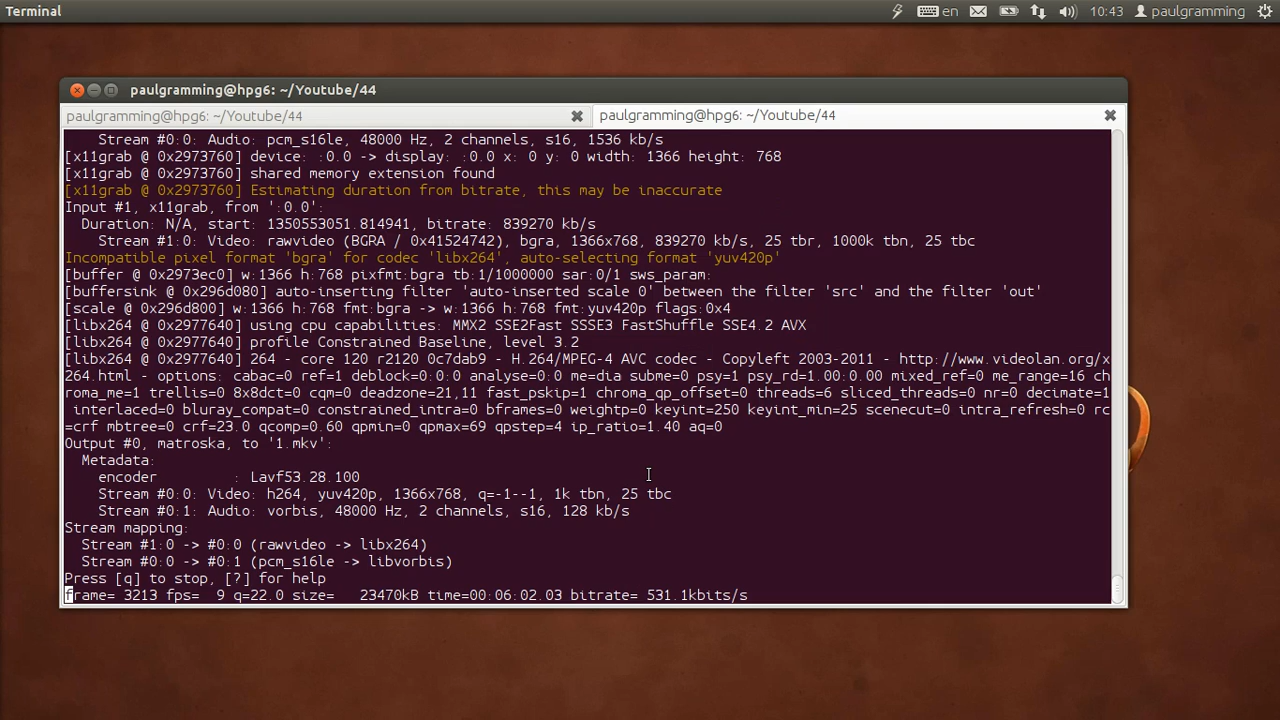 Terminal
en
10:43
paulgramming
paulgramming@hpg6: ~/Youtube/44
paulgramming@hpg6: ~/Youtube/44
paulgramming@hpg6: ~/Youtube/44
Stream #0:0: Audio: pcm_s16le, 48000 Hz, 2 channels, s16, 1536 kb/s
[x11grab @ 0x2973760] device: :0.0 -> display: :0.0 x: 0 y: 0 width: 1366 height: 768
[x11grab @ 0x2973760] shared memory extension found
[x11grab @ 0x2973760] Estimating duration from bitrate, this may be inaccurate
Input #1, x11grab, from ':0.0':
Duration: N/A, start: 1350553051.814941, bitrate: 839270 kb/s
Stream #1:0: Video: rawvideo (BGRA / 0x41524742), bgra, 1366x768, 839270 kb/s, 25 tbr, 1000k tbn, 25 tbc
Incompatible pixel format 'bgra' for codec 'libx264', auto-selecting format 'yuv420p'
[buffer @ 0x2973ec0] w:1366 h:768 pixfmt:bgra tb:1/1000000 sar:0/1 sws_param:
[buffersink @ 0x296d080] auto-inserting filter 'auto-inserted scale 0' between the filter 'src' and the filter 'out'
[scale @ 0x296d800] w:1366 h:768 fmt:bgra -> w:1366 h:768 fmt:yuv420p flags:0x4
[libx264 @ 0x2977640] using cpu capabilities: MMX2 SSE2Fast SSSE3 FastShuffle SSE4.2 AVX
[libx264 @ 0x2977640] profile Constrained Baseline, level 3.2
[libx264 @ 0x2977640] 264 - core 120 r2120 0c7dab9 - H.264/MPEG-4 AVC codec - Copyleft 2003-2011 - http://www.videolan.org/x
264.html - options: cabac=0 ref=1 deblock=0:0:0 analyse=0:0 me=dia subme=0 psy=1 psy_rd=1.00:0.00 mixed_ref=0 me_range=16 ch
roma_me=1 trellis=0 8x8dct=0 cqm=0 deadzone=21,11 fast_pskip=1 chroma_qp_offset=0 threads=6 sliced_threads=0 nr=0 decimate=1
interlaced=0 bluray_compat=0 constrained_intra=0 bframes=0 weightp=0 keyint=250 keyint_min=25 scenecut=0 intra_refresh=0 rc
=crf mbtree=0 crf=23.0 qcomp=0.60 qpmin=0 qpmax=69 qpstep=4 ip_ratio=1.40 aq=0
Output #0, matroska, to '1.mkv':
Metadata:
encoder : Lavf53.28.100
Stream #0:0: Video: h264, yuv420p, 1366x768, q=-1--1, 1k tbn, 25 tbc
Stream #0:1: Audio: vorbis, 48000 Hz, 2 channels, s16, 128 kb/s
Stream mapping:
Stream #1:0 -> #0:0 (rawvideo -> libx264)
Stream #0:0 -> #0:1 (pcm_s16le -> libvorbis)
Press [q] to stop, [?] for help
frame= 3213 fps= 9 q=22.0 size= 23470kB time=00:06:02.03 bitrate= 531.1kbits/s